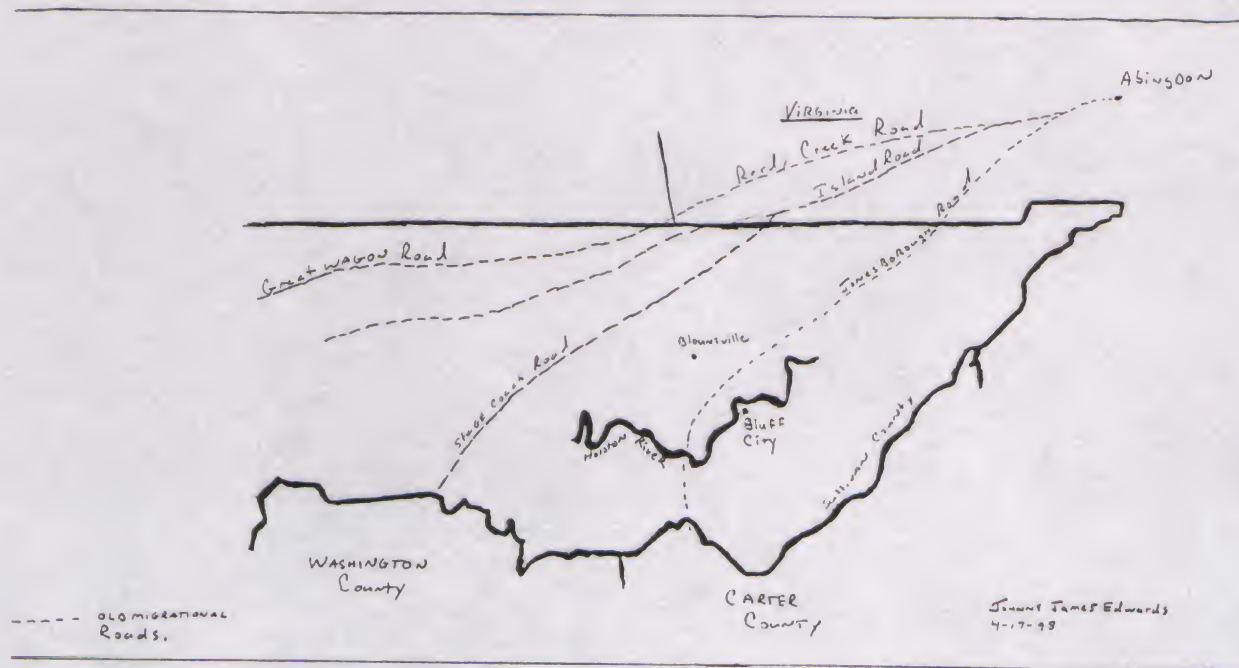 Abingdon
Virginia
Reedy Creek Road
Island Road
Jonesborough Road
Great Wagon Road
Stage Coach Road
Blountville
Holston River
Bluff
City
Sullivan County
Washington
County
Carter
County
Old Migrational
Roads.
Johnny James Edwards
4-17-98